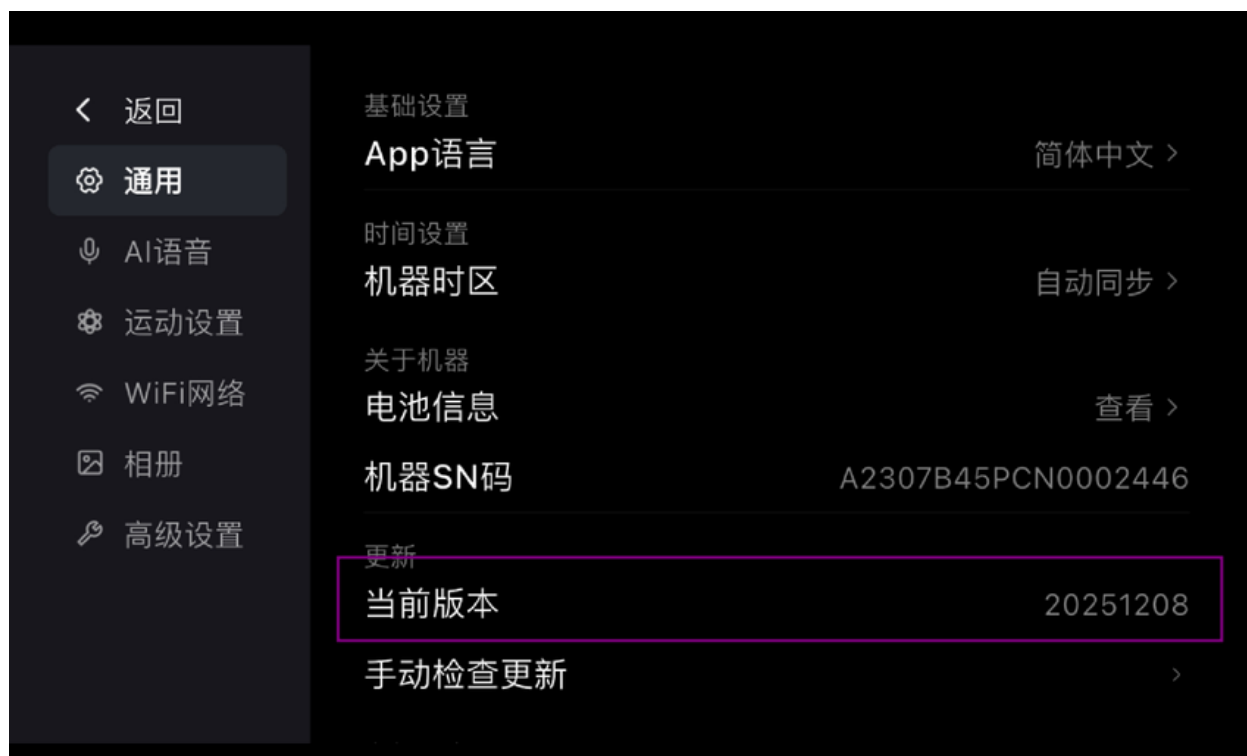 返回
通用
AI语音
运动设置
WiFi网络
相册
高级设置
基础设置
App语言 简体中文
时间设置
机器时区 自动同步
关于机器
电池信息 查看
机器SN码 A2307B45PCN0002446
更新
当前版本 20251208
手动检查更新